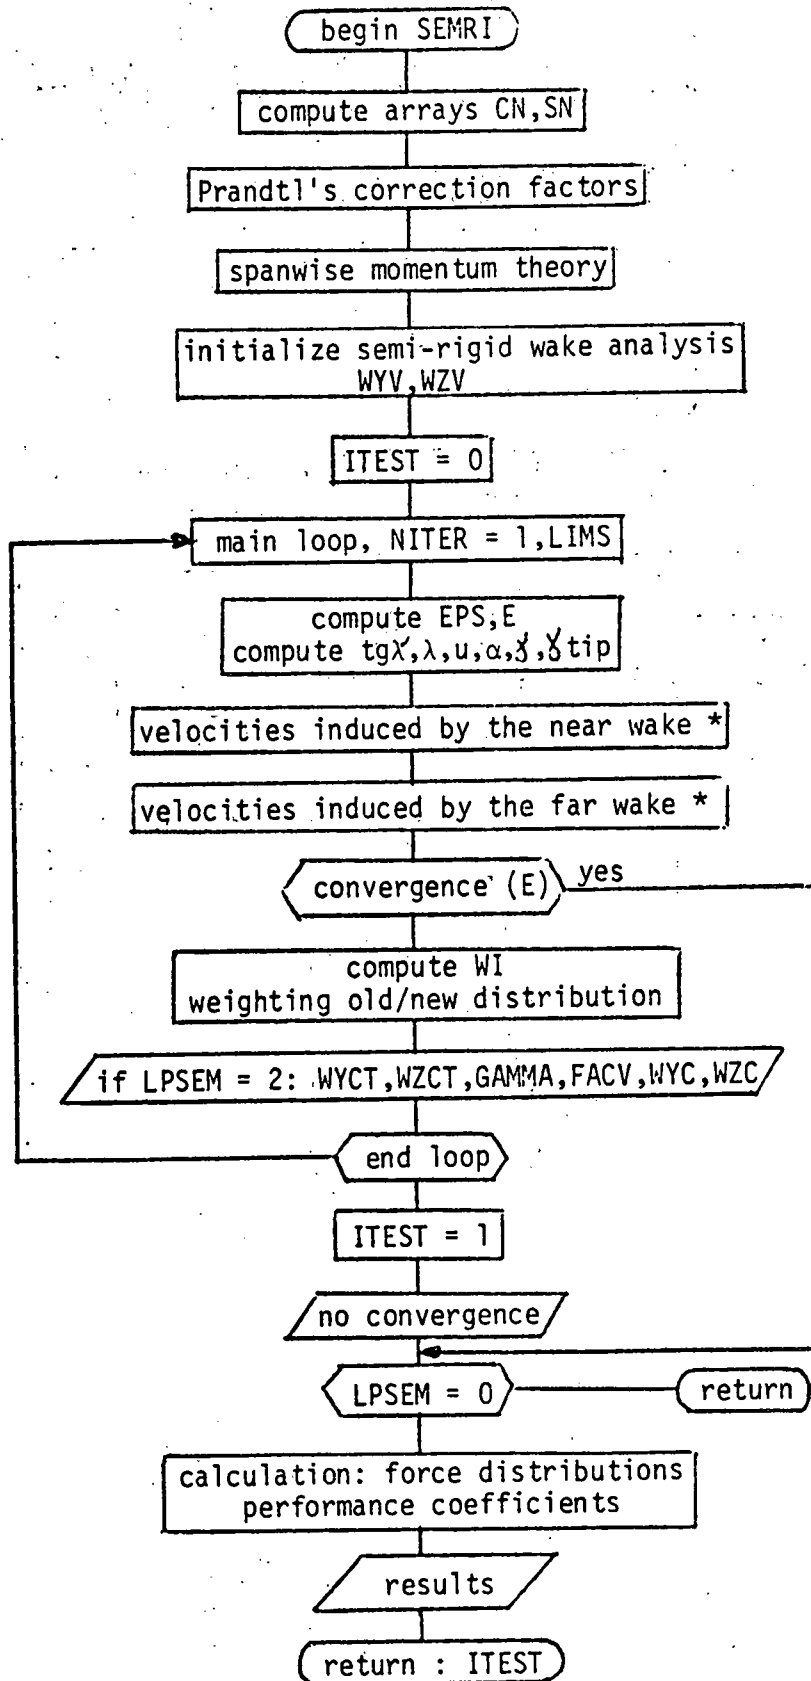 begin SEMRI
compute arrays CN,SN
Prandtl's correction factors
spanwise momentum theory
initialize semi-rigid wake analysis
WYV,WZV
ITEST = 0
main loop, NITER = 1,LIMS
compute EPS,E
compute tgɣ,λ,u,α,ɣ,ɣtip
velocities induced by the near wake *
velocities induced by the far wake *
convergence (E)
yes
compute WI
weighting old/new distribution
if LPSEM = 2: WYCT,WZCT,GAMMA,FACV,WYC,WZC
end loop
ITEST = 1
no convergence
LPSEM = 0
return
calculation: force distributions
performance coefficients
results
return : ITEST